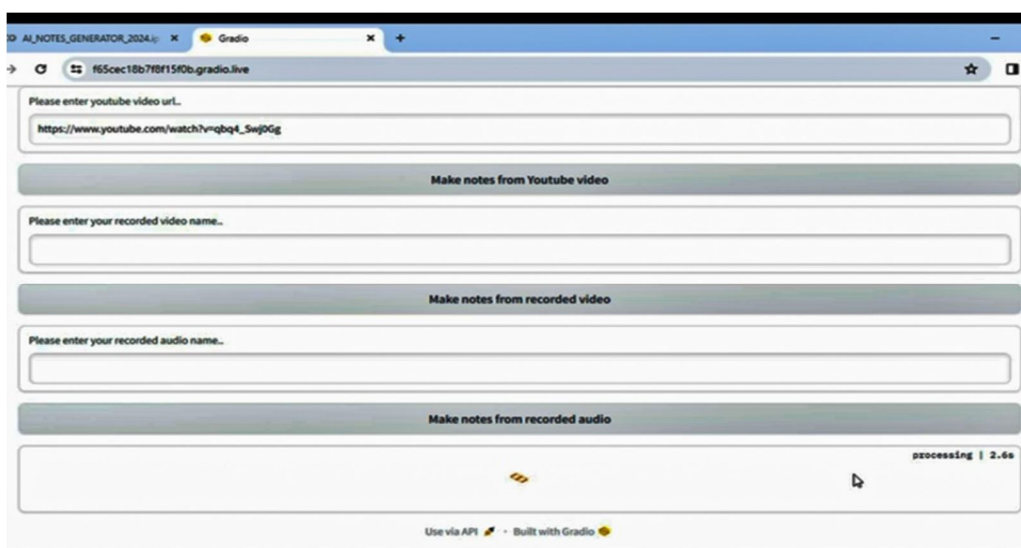 AI_NOTES_GENERATOR_2024.ip
Gradio
f65cec18b7f8f15f0b.gradio.live
Please enter youtube video url..
https://www.youtube.com/watch?v=qbq4_Swj0Gg
Make notes from Youtube video
Please enter your recorded video name..
Make notes from recorded video
Please enter your recorded audio name..
Make notes from recorded audio
processing | 2.6s
Use via API · Built with Gradio